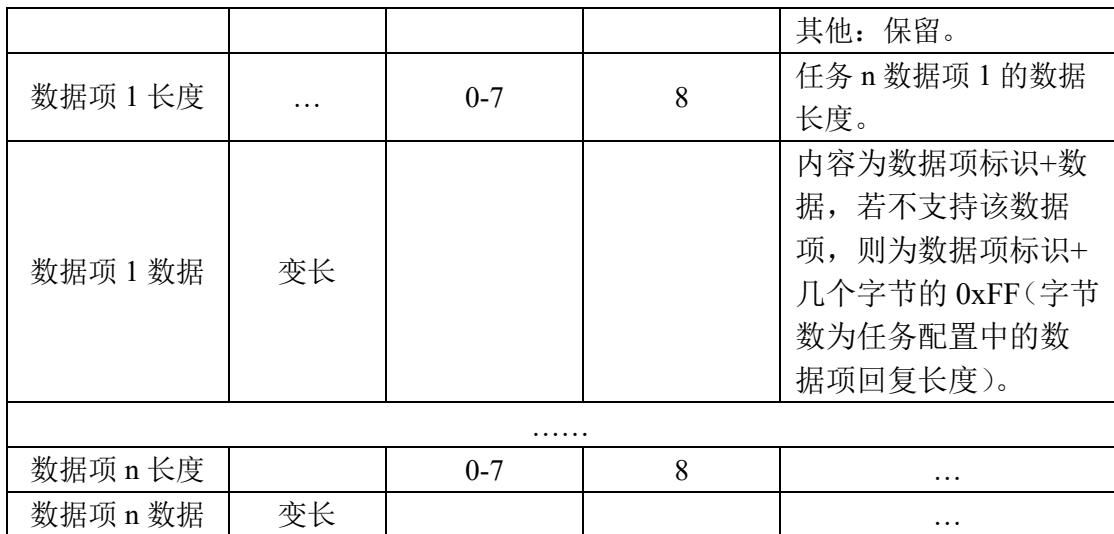 其他：保留。
数据项 1 长度 … 0-7 8 任务 n 数据项 1 的数据
长度。
数据项 1 数据 变长 内容为数据项标识+数
据，若不支持该数据
项，则为数据项标识+
几个字节的 0xFF（字节
数为任务配置中的数
据项回复长度）。
……
数据项 n 长度 0-7 8 …
数据项 n 数据 变长 …